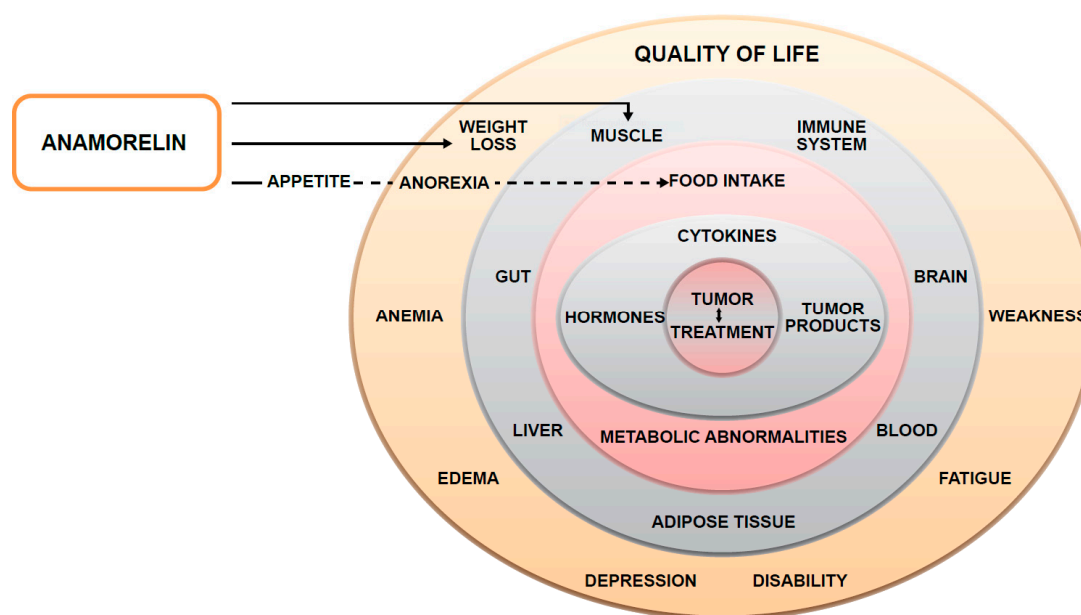 QUALITY OF LIFE
ANAMORELIN
WEIGHT
LOSS
MUSCLE
IMMUNE
SYSTEM
APPETITE
ANOREXIA
FOOD INTAKE
CYTOKINES
GUT
BRAIN
HORMONES
TUMOR
TREATMENT
TUMOR
PRODUCTS
ANEMIA
WEAKNESS
LIVER
METABOLIC ABNORMALITIES
BLOOD
EDEMA
FATIGUE
ADIPOSE TISSUE
DEPRESSION
DISABILITY